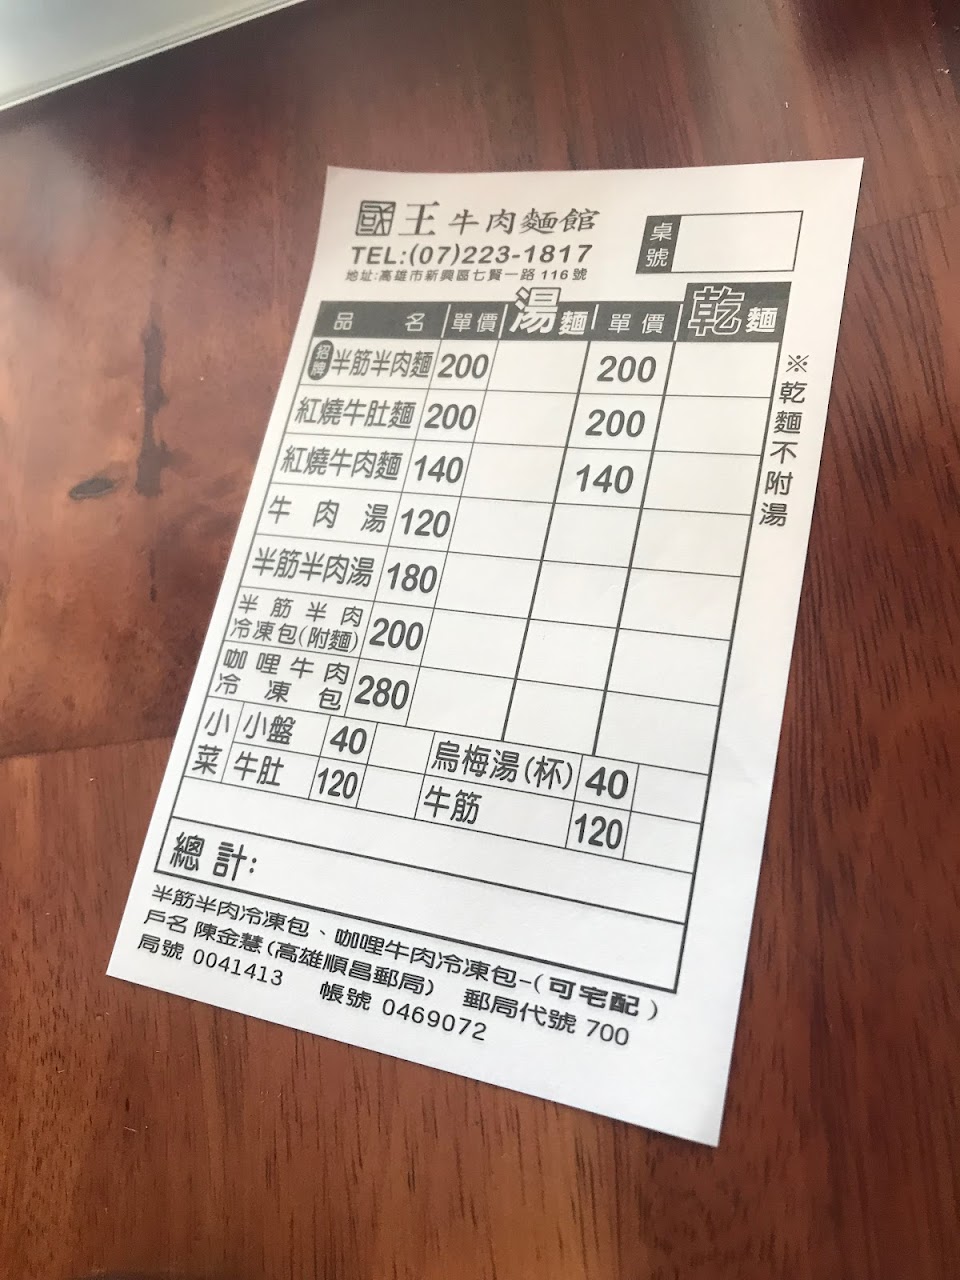 國王牛肉麵館
TEL:(07)223-1817
地址:高雄市新興區七賢一路116號
桌號
品名 單價 湯麵 單價 乾麵
招牌 半筋半肉麵 200 200
紅燒牛肚麵 200 200
紅燒牛肉麵 140 140
牛肉湯 120
半筋半肉湯 180
半筋半肉
冷凍包(附麵) 200
咖哩牛肉
冷凍包 280
小菜 小盤 40 烏梅湯(杯) 40
牛肚 120 牛筋 120
總計:
※乾麵不附湯
半筋半肉冷凍包、咖哩牛肉冷凍包-(可宅配)
戶名 陳金慧(高雄順昌郵局) 郵局代號 700
局號 0041413 帳號 0469072